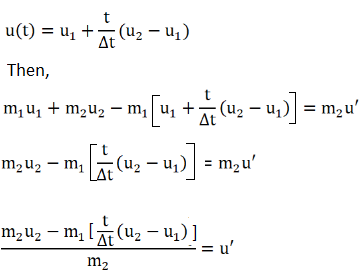 u(t) = u₁ + t/Δt (u₂ − u₁)
Then,
m₁u₁ + m₂u₂ − m₁[u₁ + t/Δt (u₂ − u₁)] = m₂u′
m₂u₂ − m₁[t/Δt (u₂ − u₁)] = m₂u′
(m₂u₂ − m₁[t/Δt (u₂ − u₁)])/m₂ = u′